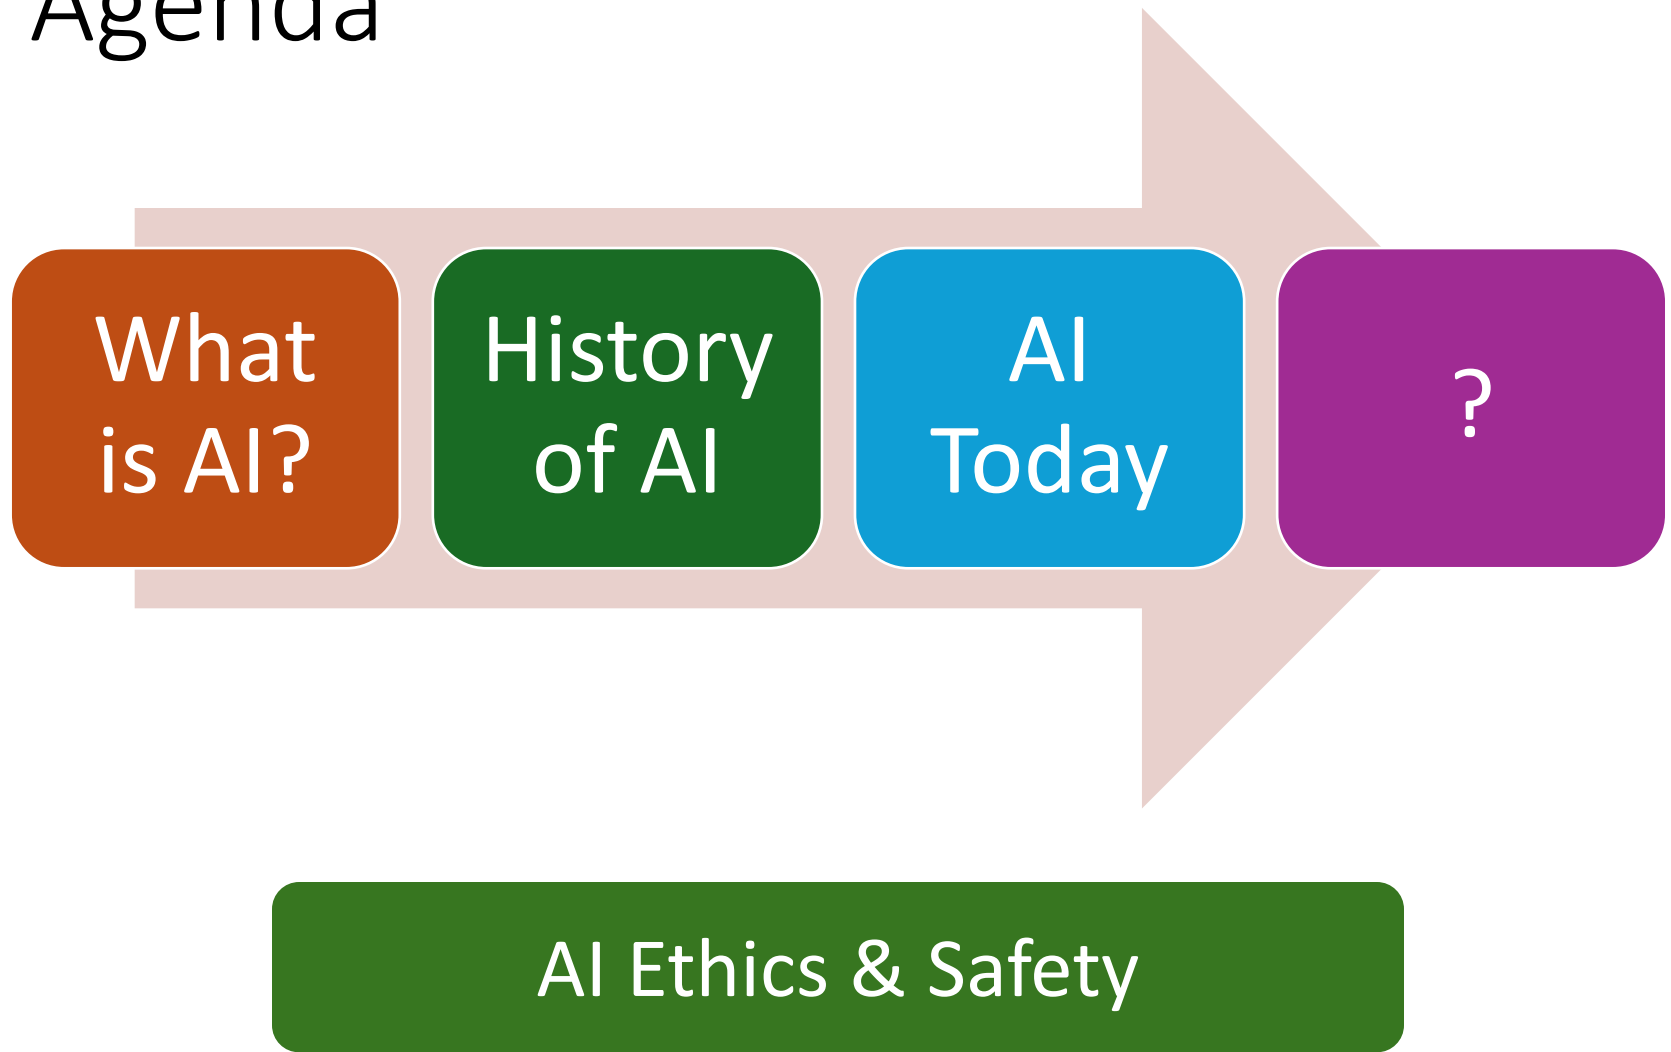 Agenda
What
is AI?
History
of AI
AI
Today
?
AI Ethics & Safety